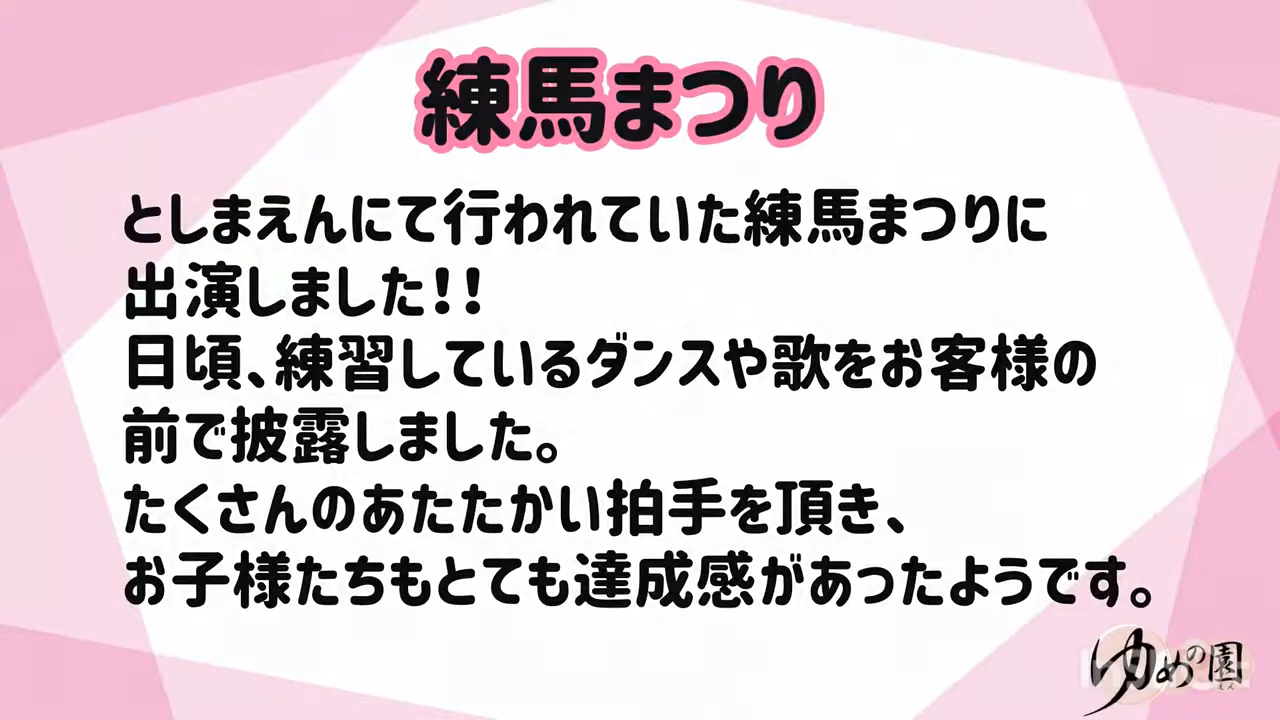 練馬まつり
としまえんにて行われていた練馬まつりに
出演しました!!
日頃、練習しているダンスや歌をお客様の
前で披露しました。
たくさんのあたたかい拍手を頂き、
お子様たちもとても達成感があったようです。
ゆめの園
えん